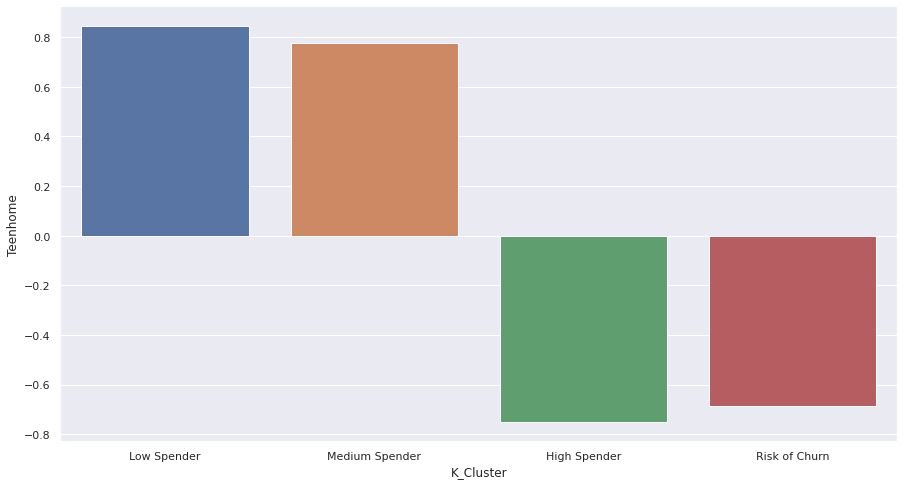 0.8
0.6
0.4
0.2
0.0
−0.2
−0.4
−0.6
−0.8
Teenhome
Low Spender
Medium Spender
High Spender
Risk of Churn
K_Cluster